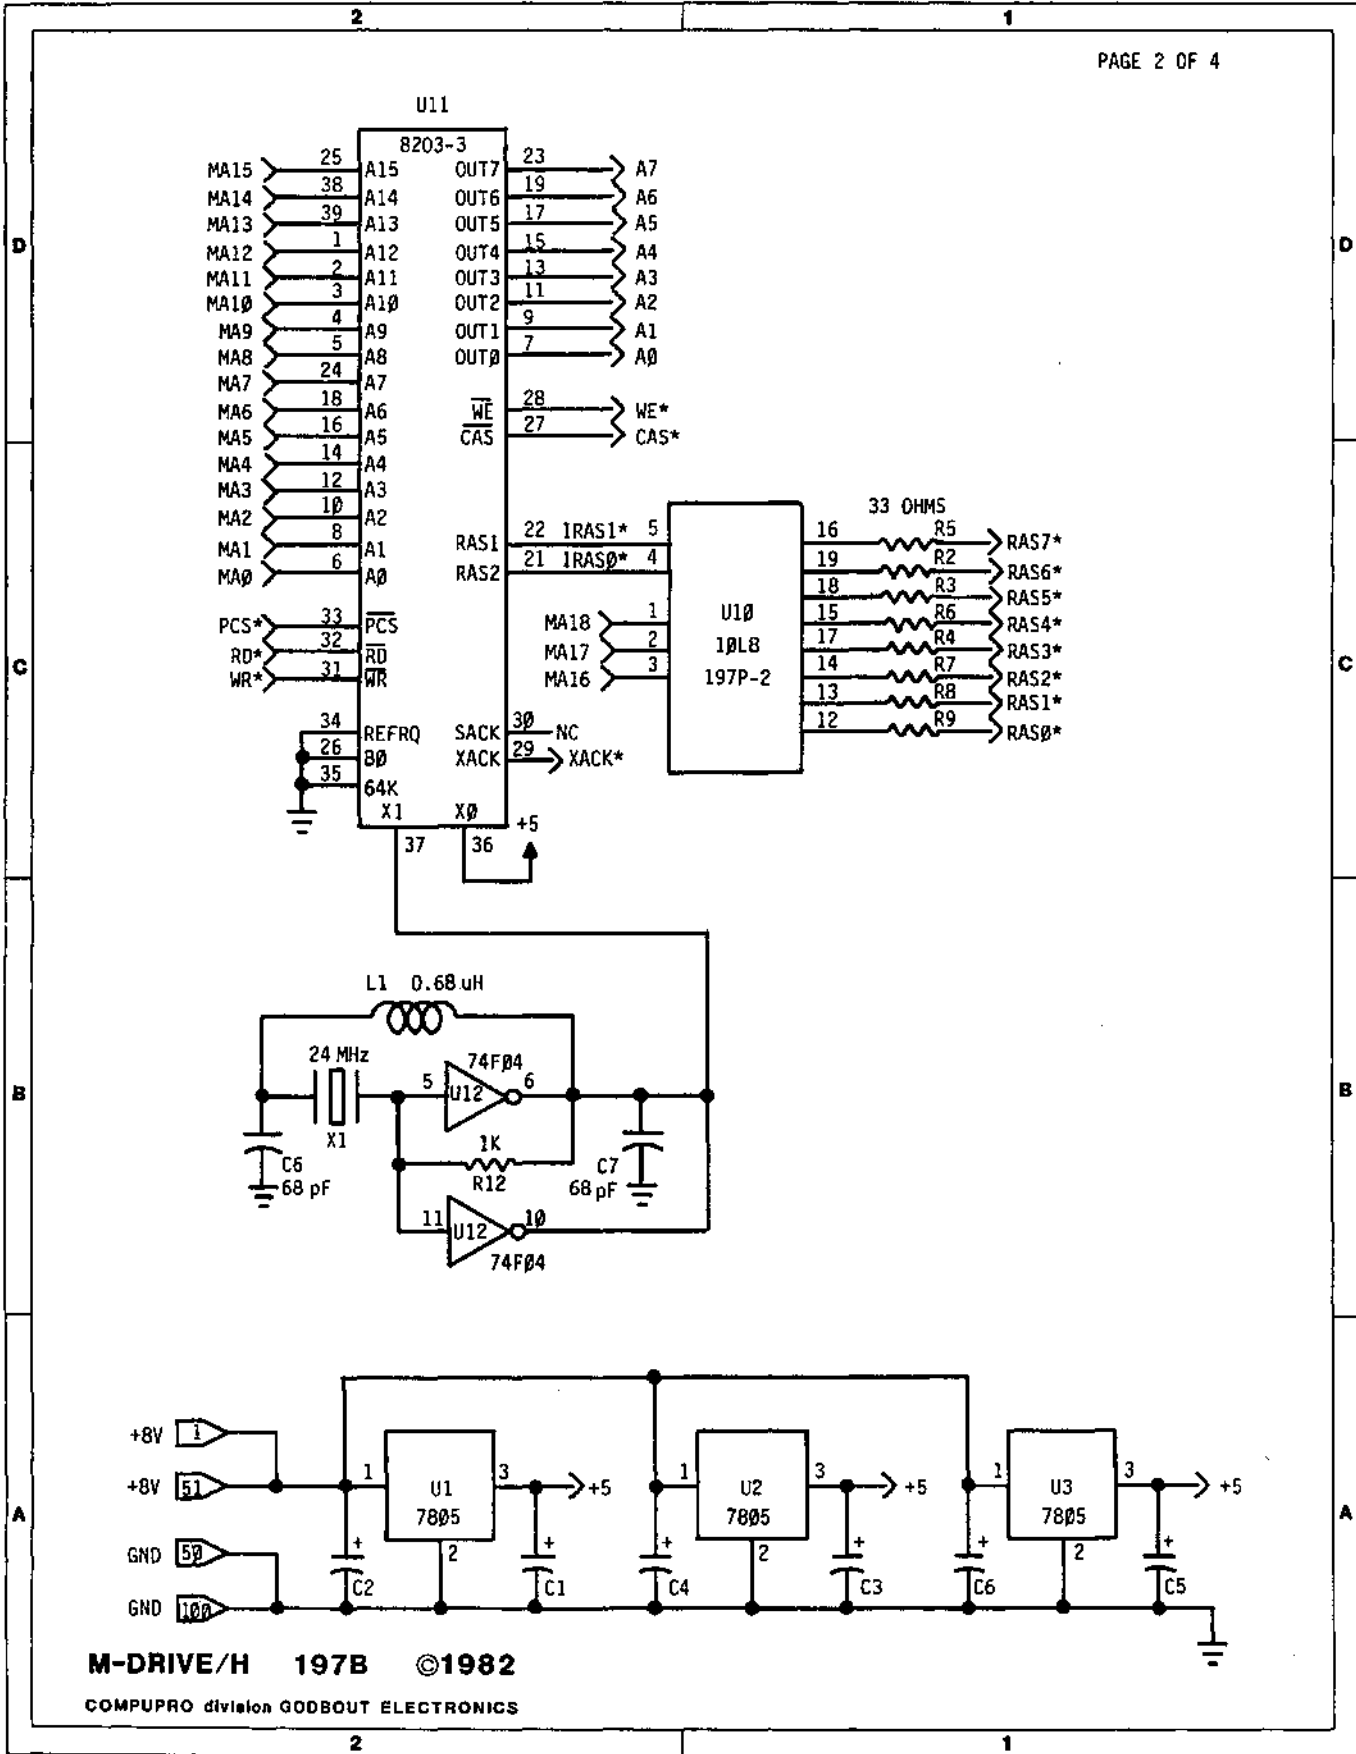 2 1
PAGE 2 OF 4
U11
8203-3
MA15 25 A15 OUT7 23 A7
MA14 38 A14 OUT6 19 A6
MA13 39 A13 OUT5 17 A5
D MA12 1 A12 OUT4 15 A4 D
MA11 2 A11 OUT3 13 A3
MA1Ø 3 A1Ø OUT2 11 A2
MA9 4 A9 OUT1 9 A1
MA8 5 A8 OUTØ 7 AØ
MA7 24 A7
MA6 18 A6 WE 28 WE*
MA5 16 A5 CAS 27 CAS*
MA4 14 A4
MA3 12 A3
MA2 1Ø A2 33 OHMS
MA1 8 A1 RAS1 22 IRAS1* 5 16 R5 RAS7*
MAØ 6 AØ RAS2 21 IRASØ* 4 19 R2 RAS6*
18 R3 RAS5*
PCS* 33 PCS MA18 1 U1Ø 15 R6 RAS4*
RD* 32 RD MA17 2 1ØL8 17 R4 RAS3*
C WR* 31 WR MA16 3 197P-2 14 R7 RAS2* C
13 R8 RAS1*
34 REFRQ SACK 3Ø NC 12 R9 RASØ*
26 BØ XACK 29 XACK*
35 64K
X1 XØ +5
37 36
L1 0.68 uH
24 MHz 74FØ4
B 5 U12 6 B
X1 1K
C6 R12 C7
68 pF 68 pF
11 U12 1Ø
74FØ4
+8V 1
+8V 51 1 U1 3 +5 1 U2 3 +5 1 U3 3 +5
A 78Ø5 78Ø5 78Ø5 A
GND 5Ø + 2 + + 2 + + 2 +
C2 C1 C4 C3 C6 C5
GND 1ØØ
M-DRIVE/H 197B ©1982
COMPUPRO division GODBOUT ELECTRONICS
2 1